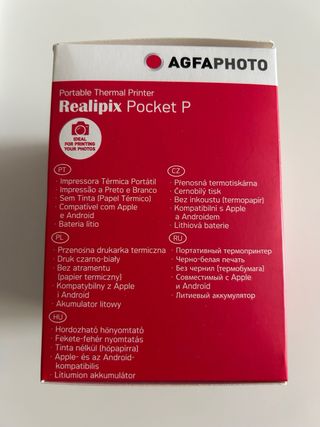 AGFAPHOTO
Portable Thermal Printer
Realipix Pocket P
IDEAL
FOR PRINTING
YOUR PHOTOS
PT
· Impressora Térmica Portátil
· Impressão a Preto e Branco
· Sem Tinta (Papel Térmico)
· Compatível com Apple
e Android
· Bateria lítio
CZ
· Přenosná termotiskárna
· Černobílý tisk
· Bez inkoustu (termopapír)
· Kompatibilní s Apple
a Androidem
· Lithiová baterie
PL
· Przenośna drukarka termiczna
· Druk czarno-biały
· Bez atramentu
(papier termiczny)
· Kompatybilny z Apple
i Android
· Akumulator litowy
RU
· Портативный термопринтер
· Черно-белая печать
· Без чернил (термобумага)
· Совместимый с Apple
и Android
· Литиевый аккумулятор
HU
· Hordozható hőnyomtató
· Fekete-fehér nyomtatás
· Tinta nélkül (hőpapírra)
· Apple- és az Android-
kompatibilis
· Lítiumion akkumulátor